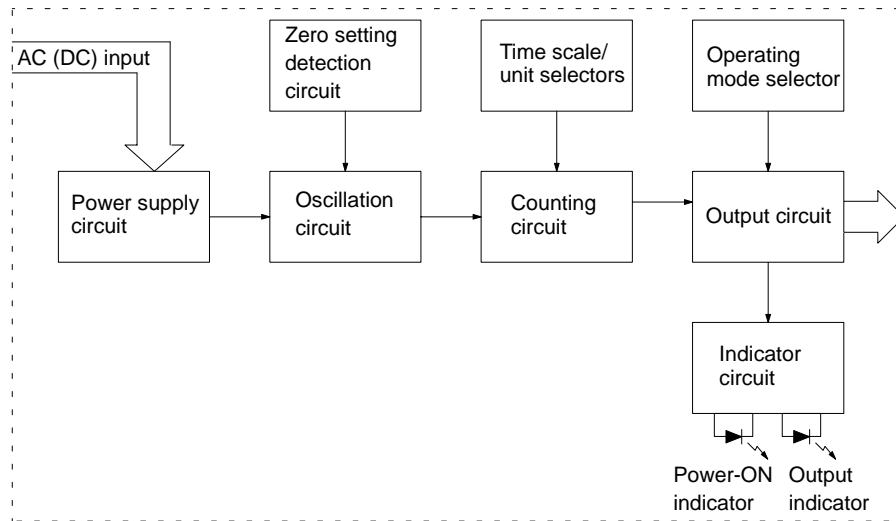 AC (DC) input
Zero setting
detection
circuit
Time scale/
unit selectors
Operating
mode selector
Power supply
circuit
Oscillation
circuit
Counting
circuit
Output circuit
Indicator
circuit
Power-ON
indicator
Output
indicator